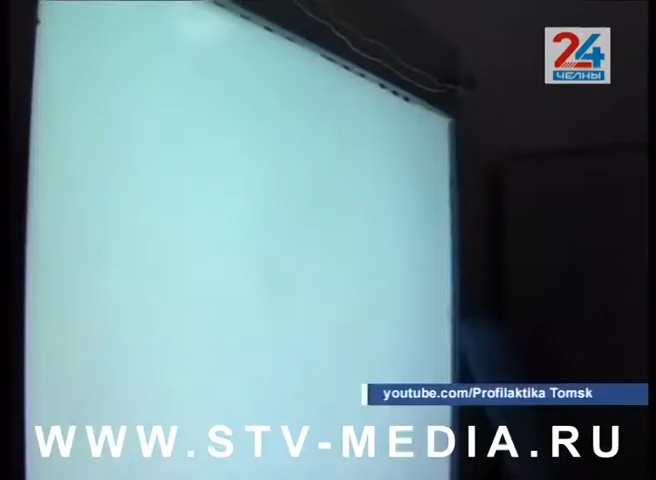 24
ЧЕЛНЫ
youtube.com/Profilaktika Tomsk
WWW.STV-MEDIA.RU